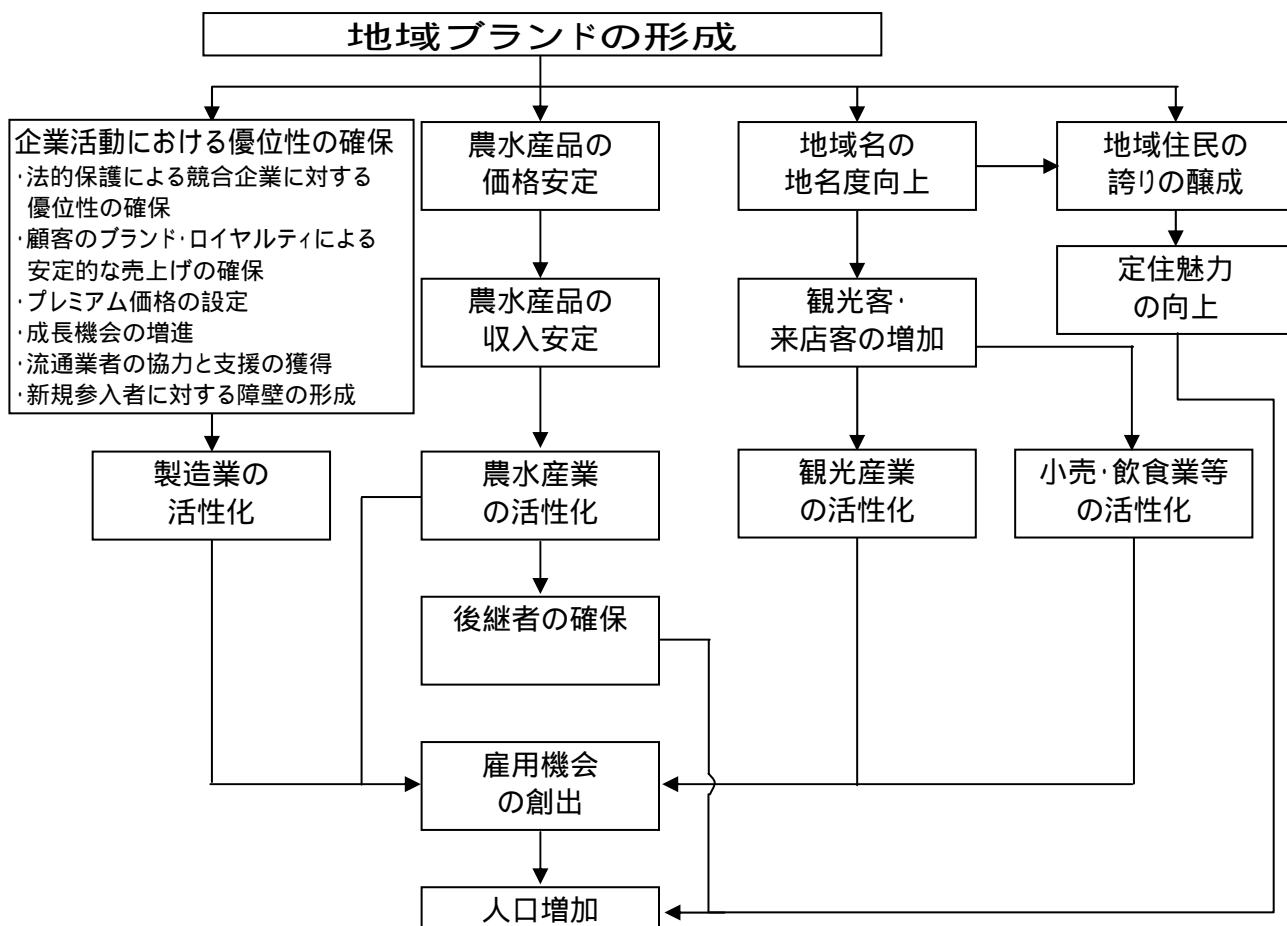 地域ブランドの形成
企業活動における優位性の確保
・法的保護による競合企業に対する
優位性の確保
・顧客のブランド・ロイヤルティによる
安定的な売上げの確保
・プレミアム価格の設定
・成長機会の増進
・流通業者の協力と支援の獲得
・新規参入者に対する障壁の形成
農水産品の
価格安定
地域名の
地名度向上
地域住民の
誇りの醸成
農水産品の
収入安定
観光客・
来店客の増加
定住魅力
の向上
製造業の
活性化
農水産業
の活性化
観光産業
の活性化
小売・飲食業等
の活性化
後継者の確保
雇用機会
の創出
人口増加